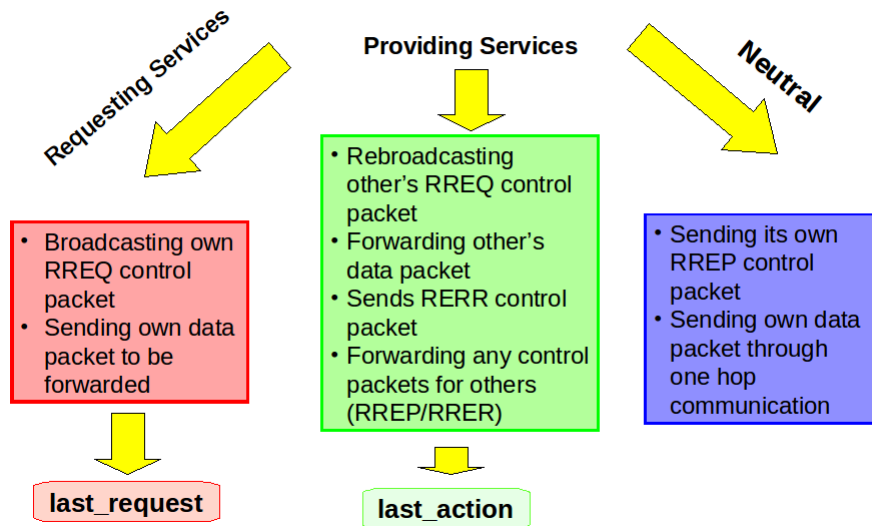 Requesting Services
Providing Services
Neutral
• Broadcasting own
RREQ control
packet
• Sending own data
packet to be
forwarded
• Rebroadcasting
other's RREQ control
packet
• Forwarding other's
data packet
• Sends RERR control
packet
• Forwarding any control
packets for others
(RREP/RRER)
• Sending its own
RREP control
packet
• Sending own data
packet through
one hop
communication
last_request
last_action